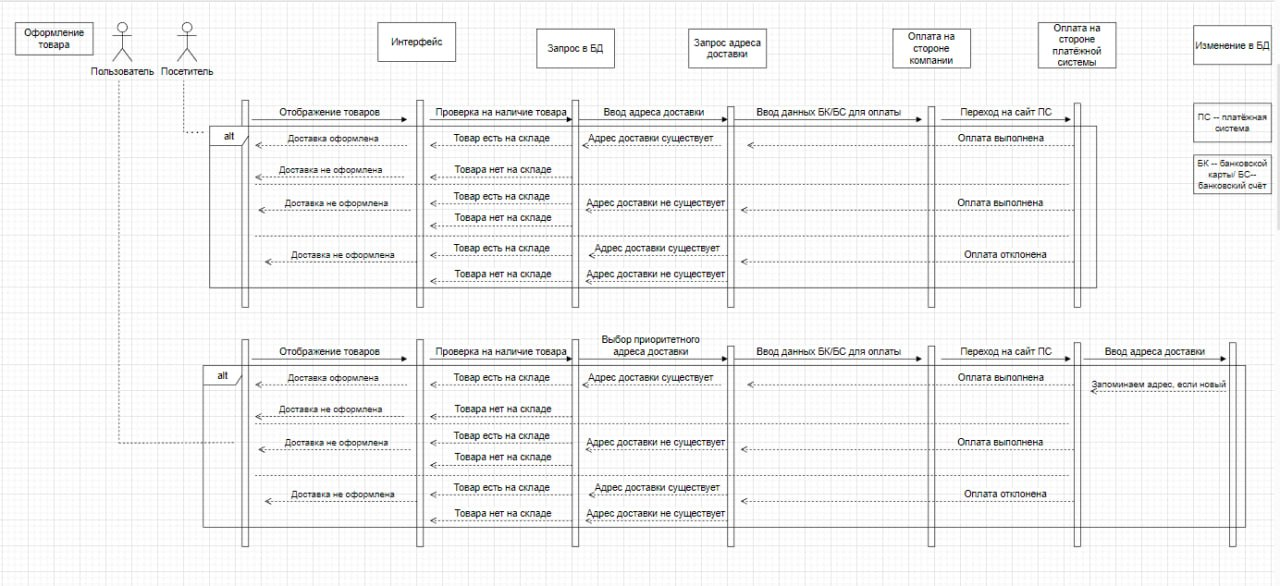 Оформление
товара
Пользователь
Посетитель
Интерфейс
Запрос в БД
Запрос адреса
доставки
Оплата на
стороне
компании
Оплата на
стороне
платёжной
системы
Изменение в БД
ПС -- платёжная
система
БК -- банковской
карты/ БС--
банковский счёт
Отображение товаров
Проверка на наличие товара
Ввод адреса доставки
Ввод данных БК/БС для оплаты
Переход на сайт ПС
alt
Доставка оформлена
Товар есть на складе
Адрес доставки существует
Оплата выполнена
Доставка не оформлена
Товара нет на складе
Доставка не оформлена
Товар есть на складе
Адрес доставки не существует
Оплата выполнена
Товара нет на складе
Доставка не оформлена
Товар есть на складе
Адрес доставки существует
Оплата отклонена
Товара нет на складе
Адрес доставки не существует
Отображение товаров
Проверка на наличие товара
Выбор приоритетного
адреса доставки
Ввод данных БК/БС для оплаты
Переход на сайт ПС
Ввод адреса доставки
alt
Доставка оформлена
Товар есть на складе
Адрес доставки существует
Оплата выполнена
Запоминаем адрес, если новый
Доставка не оформлена
Товара нет на складе
Доставка не оформлена
Товар есть на складе
Адрес доставки не существует
Оплата выполнена
Товара нет на складе
Доставка не оформлена
Товар есть на складе
Адрес доставки существует
Оплата отклонена
Товара нет на складе
Адрес доставки не существует